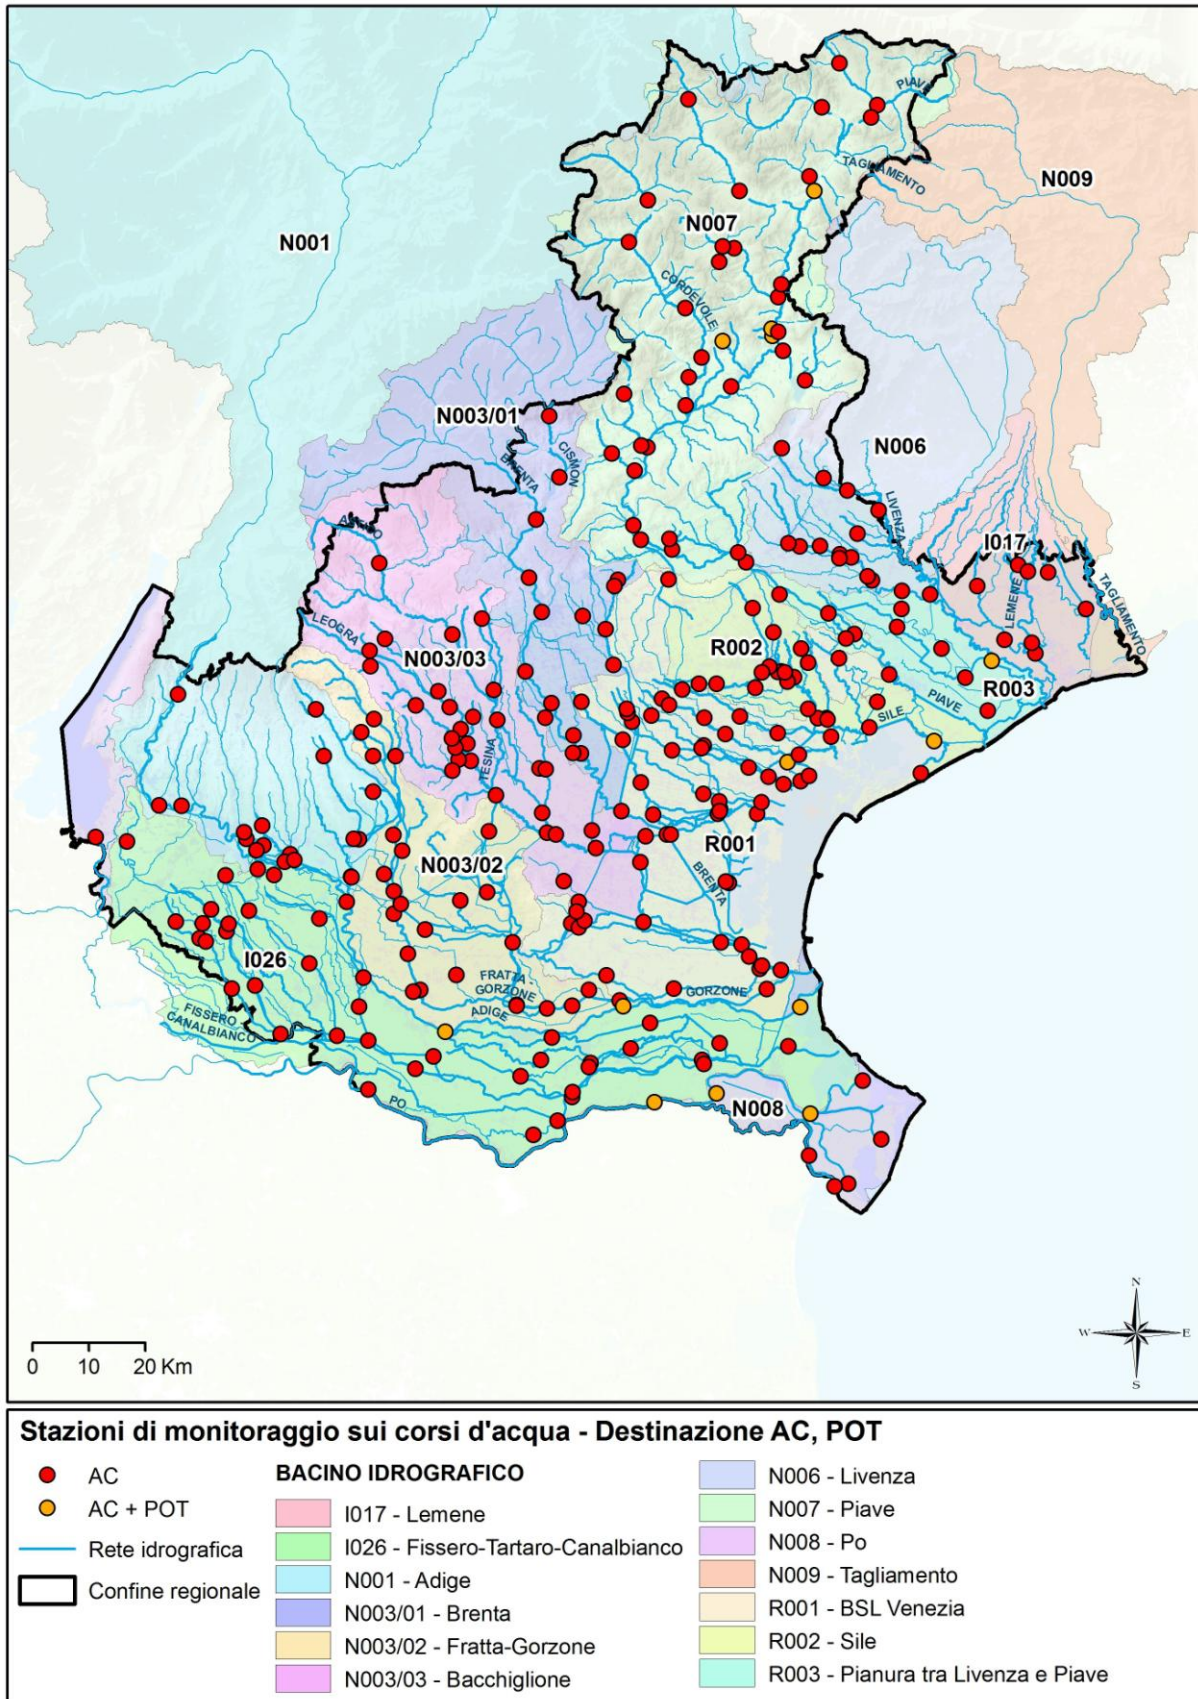 PIAVE
TAGLIAMENTO
N009
N001
N007
CORDEVOLE
N003/01
CISMON
BRENTA
N006
LIVENZA
I017
LEMENE
TAGLIAMENTO
LEOGRA
N003/03
R002
R003
PIAVE
SILE
TESINA
N003/02
R001
BRENTA
I026
FRATTA -
GORZONE
GORZONE
ADIGE
FISSERO -
CANALBIANCO
PO
N008
N
W
E
S
0 10 20 Km
Stazioni di monitoraggio sui corsi d'acqua - Destinazione AC, POT
AC
AC + POT
Rete idrografica
Confine regionale
BACINO IDROGRAFICO
I017 - Lemene
I026 - Fissero-Tartaro-Canalbianco
N001 - Adige
N003/01 - Brenta
N003/02 - Fratta-Gorzone
N003/03 - Bacchiglione
N006 - Livenza
N007 - Piave
N008 - Po
N009 - Tagliamento
R001 - BSL Venezia
R002 - Sile
R003 - Pianura tra Livenza e Piave